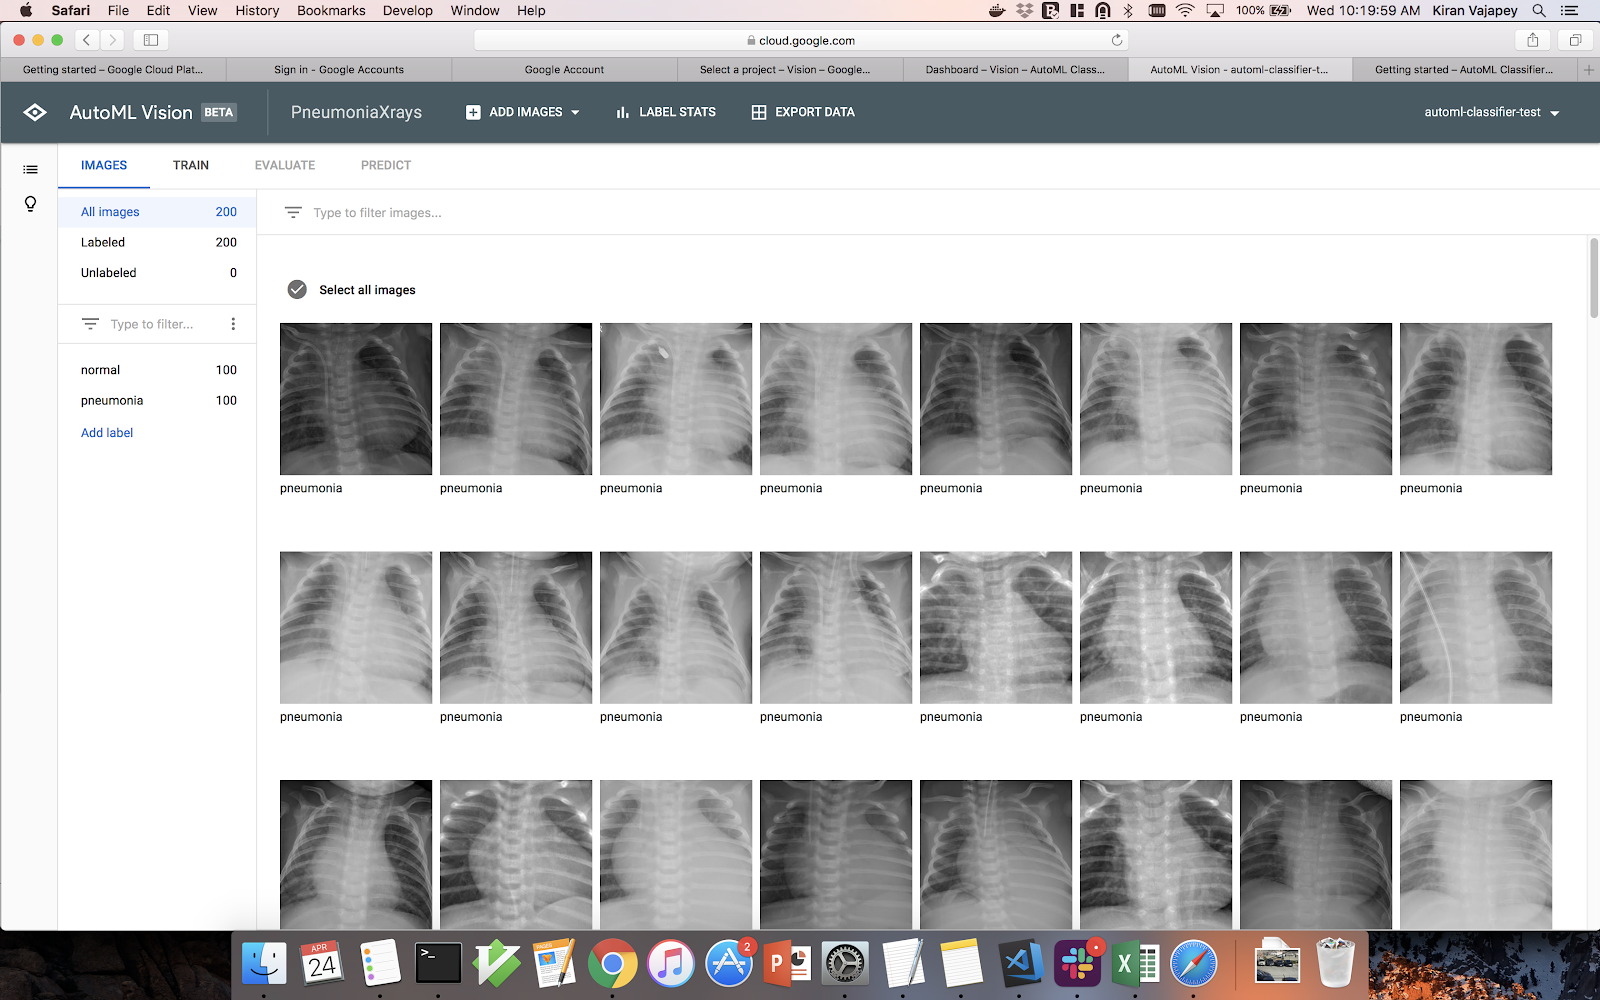 Safari File Edit View History Bookmarks Develop Window Help 100% Wed 10:19:59 AM Kiran Vajapey
cloud.google.com
Getting started – Google Cloud Plat... Sign in - Google Accounts Google Account Select a project – Vision – Google... Dashboard – Vision – AutoML Class... AutoML Vision - automl-classifier-t... Getting started – AutoML Classifier...
AutoML Vision BETA PneumoniaXrays ADD IMAGES LABEL STATS EXPORT DATA automl-classifier-test
IMAGES TRAIN EVALUATE PREDICT
All images 200
Type to filter images...
Labeled 200
Unlabeled 0
Select all images
Type to filter...
normal 100
pneumonia 100
Add label
pneumonia pneumonia pneumonia pneumonia pneumonia pneumonia pneumonia pneumonia
pneumonia pneumonia pneumonia pneumonia pneumonia pneumonia pneumonia pneumonia
APR
24
>_
PAGES
2
P
X